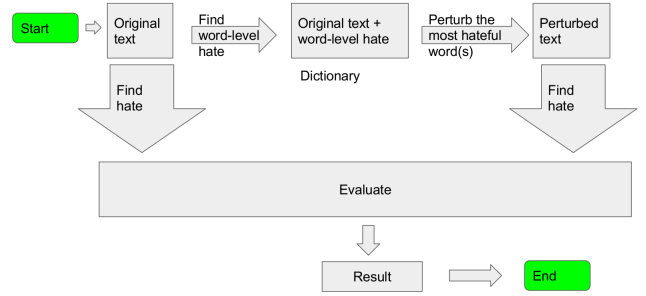 Start
Original
text
Find
word-level
hate
Original text +
word-level hate
Dictionary
Perturb the
most hateful
word(s)
Perturbed
text
Find
hate
Find
hate
Evaluate
Result
End